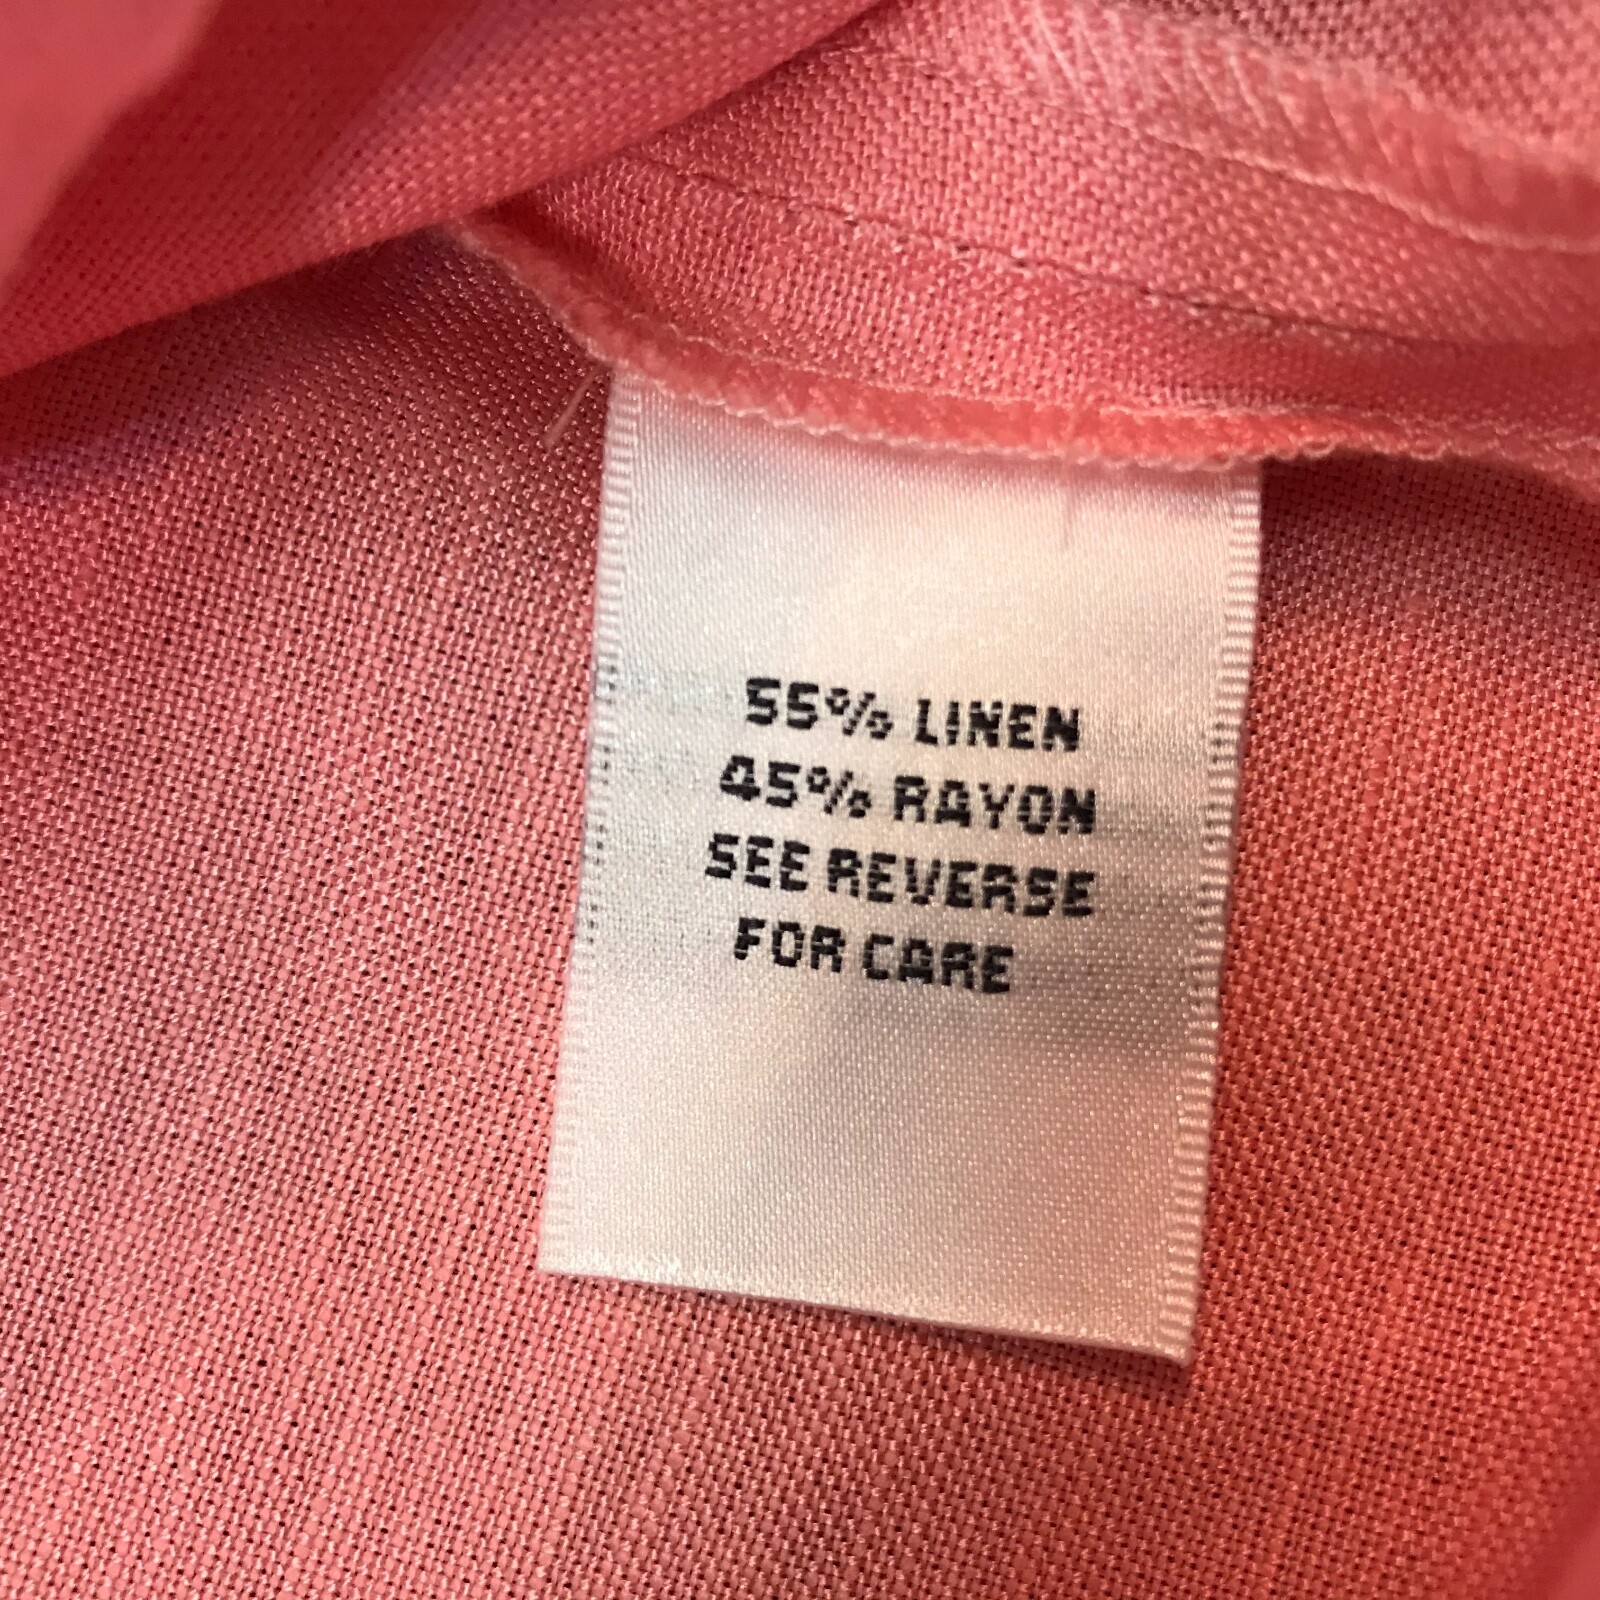 55% LINEN
45% RAYON
SEE REVERSE
FOR CARE